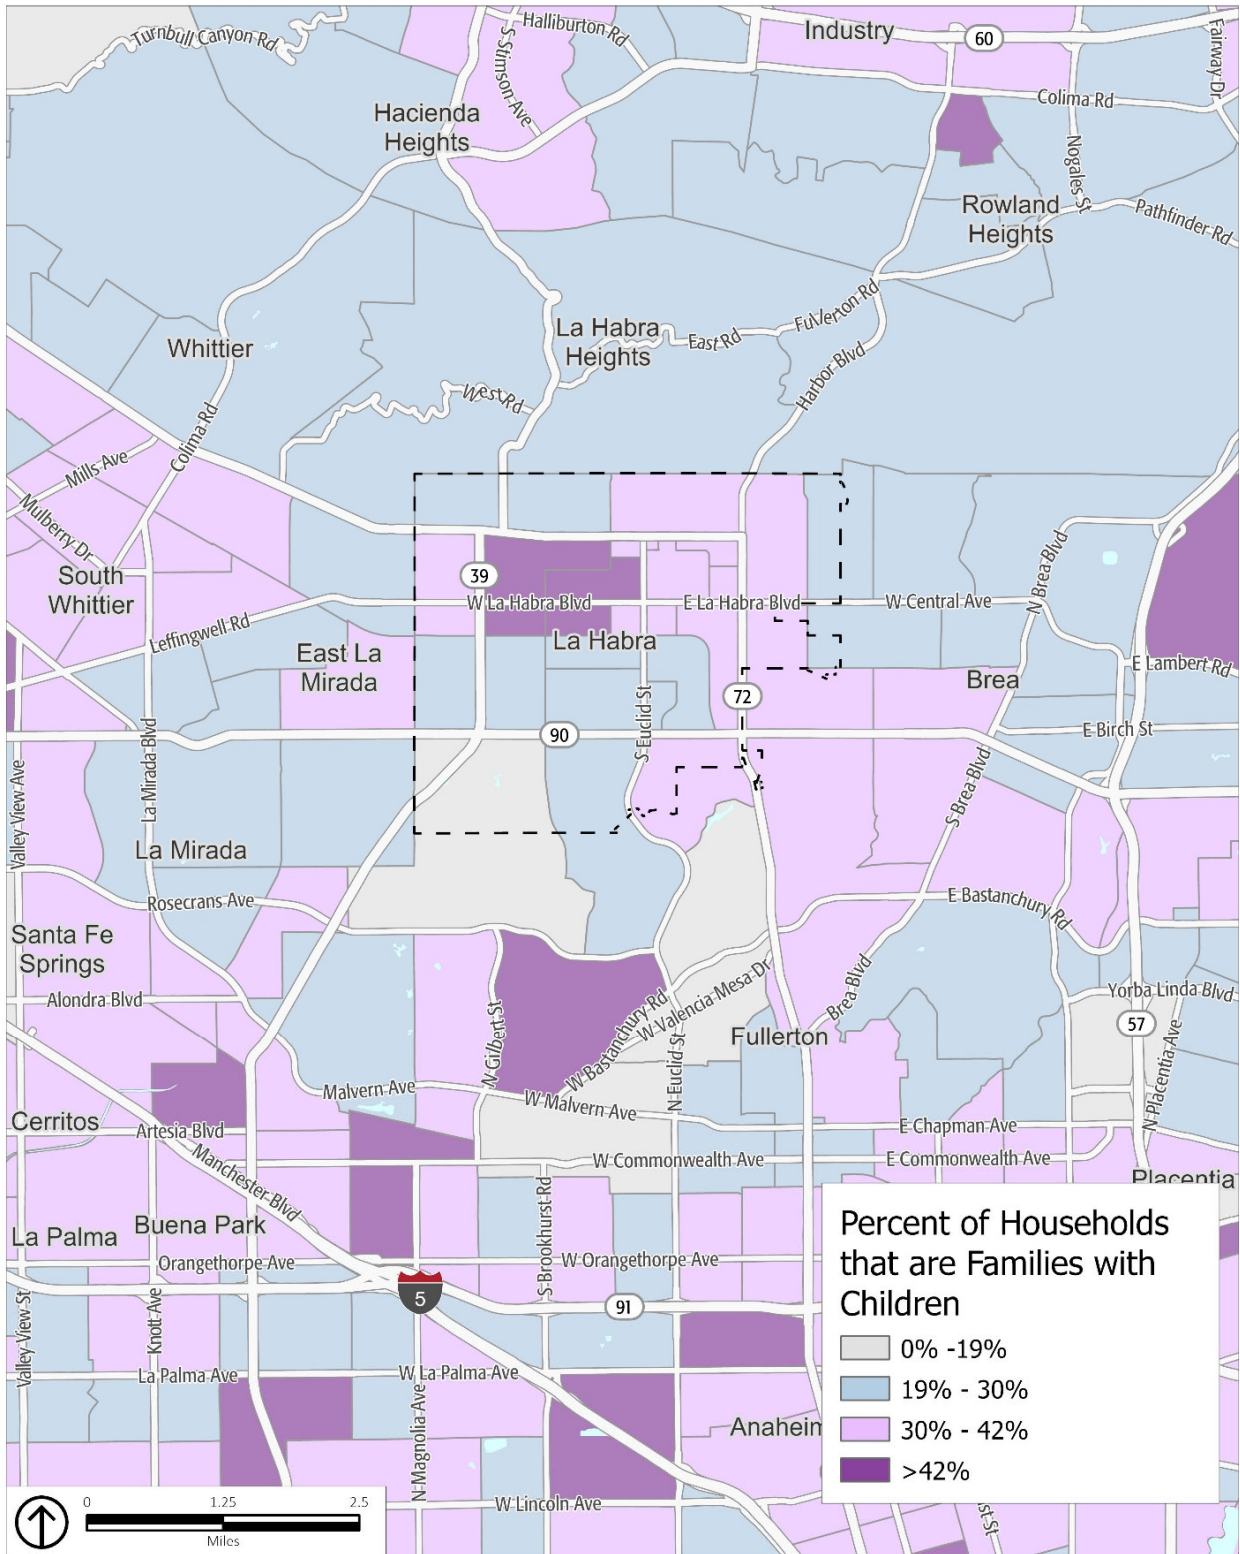 Turnbull Canyon Rd
Halliburton Rd
S Stimson Ave
Industry
60
Fairway Dr
Colima Rd
Hacienda
Heights
Nogales St
Rowland
Heights
Pathfinder Rd
Whittier
La Habra
Heights
East Rd
Fullerton Rd
Harbor Blvd
West Rd
Colima Rd
Mills Ave
Mulberry Dr
South
Whittier
39
W La Habra Blvd
E La Habra Blvd
W Central Ave
N Brea Blvd
Leffingwell Rd
La Habra
East La
Mirada
E Lambert Rd
Brea
72
S Euclid St
90
E Birch St
La Mirada Blvd
Valley View Ave
S Brea Blvd
La Mirada
Rosecrans Ave
E Bastanchury Rd
Santa Fe
Springs
Alondra Blvd
W Valencia Mesa Dr
W Bastanchury Rd
Brea Blvd
Yorba Linda Blvd
57
Fullerton
N Gilbert St
N Euclid St
N Placentia Ave
Malvern Ave
W Malvern Ave
Cerritos
Artesia Blvd
E Chapman Ave
Manchester Blvd
W Commonwealth Ave
E Commonwealth Ave
Placentia
La Palma
Buena Park
Orangethorpe Ave
W Orangethorpe Ave
S Brookhurst Rd
5
91
Valley View St
Knott Ave
La Palma Ave
W La Palma Ave
N Magnolia Ave
Anaheim
W Lincoln Ave
st St
Percent of Households
that are Families with
Children
0% -19%
19% - 30%
30% - 42%
>42%
0 1.25 2.5
Miles